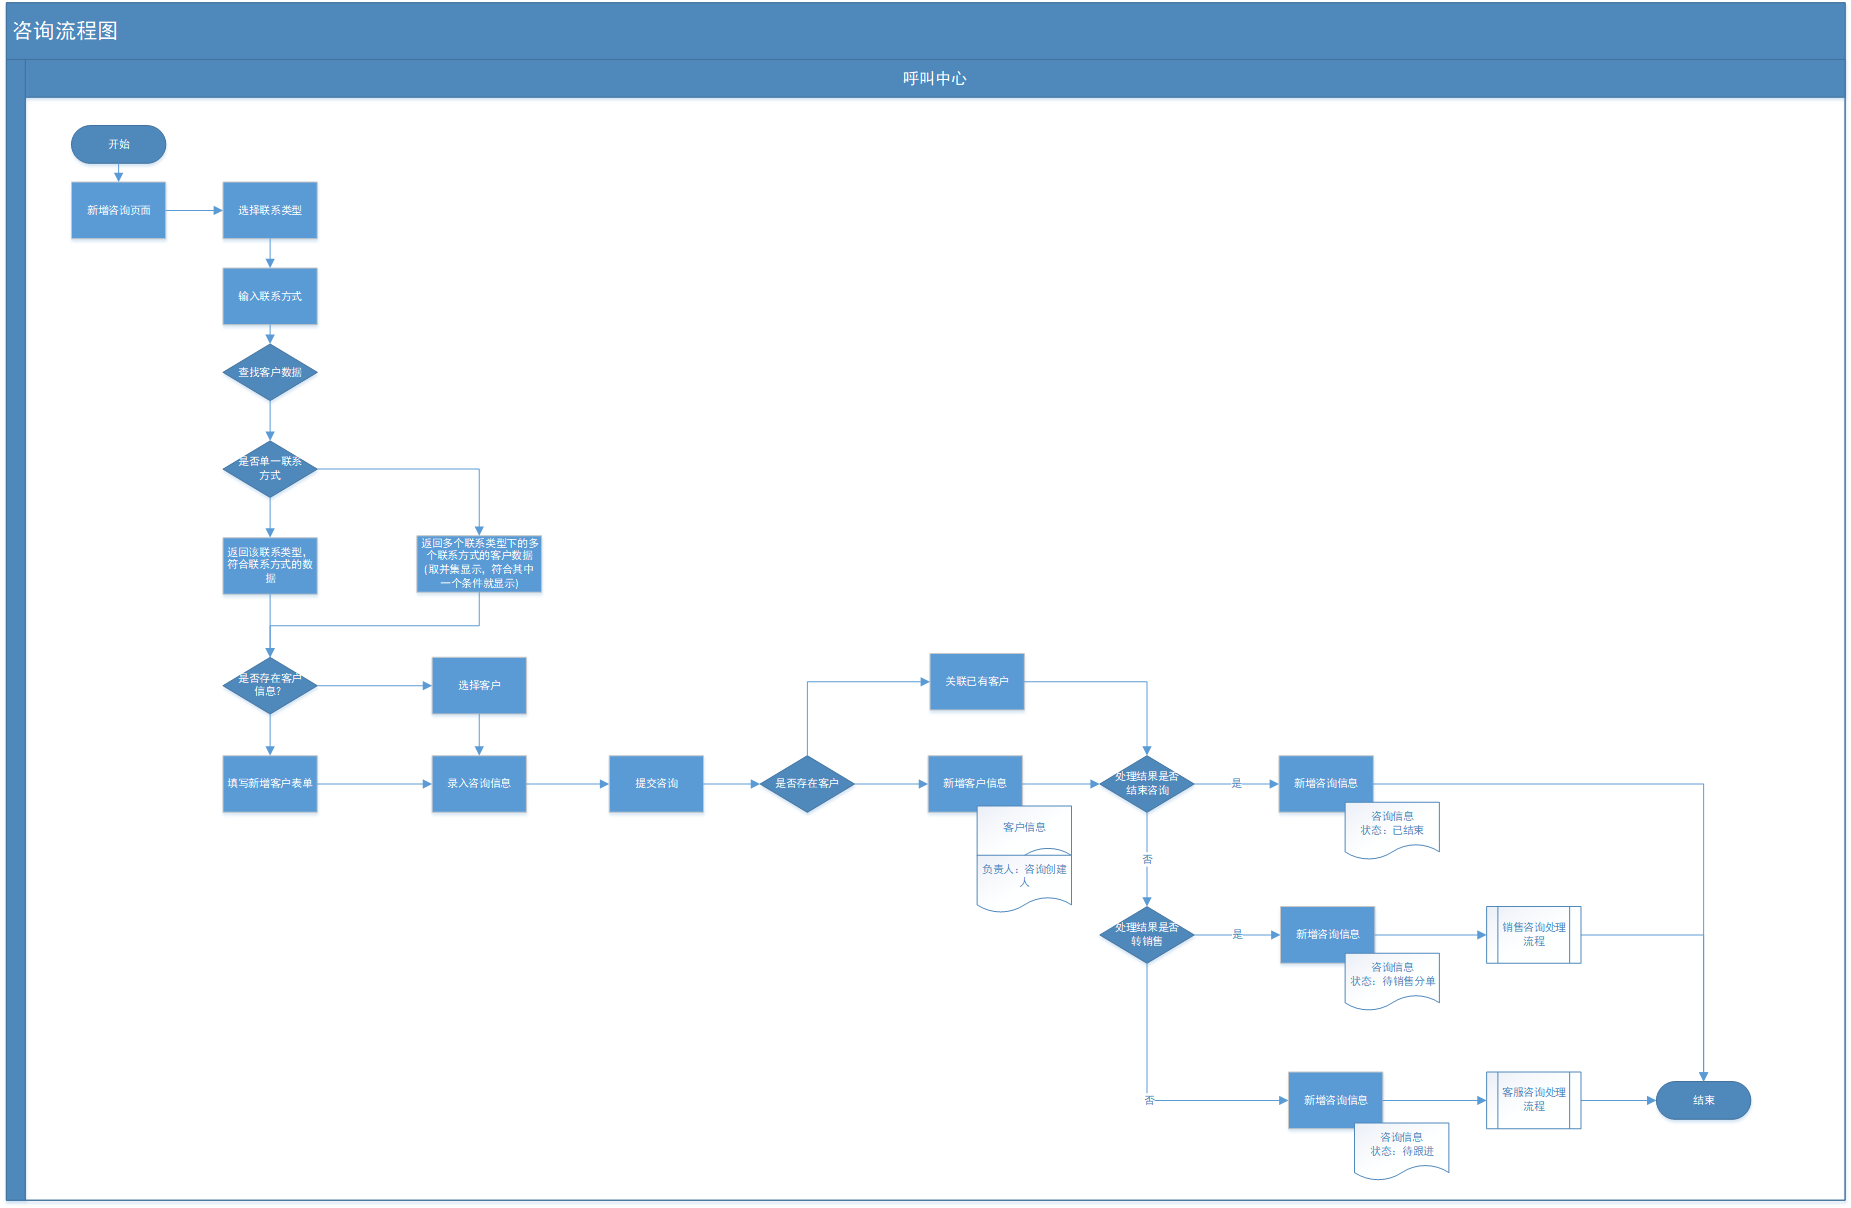 咨询流程图
呼叫中心
开始
新增咨询页面
选择联系类型
输入联系方式
查找客户数据
是否单一联系
方式
返回该联系类型，
符合联系方式的数
据
返回多个联系类型下的多
个联系方式的客户数据
（取并集显示，符合其中
一个条件就显示）
是否存在客户
信息？
选择客户
填写新增客户表单
录入咨询信息
提交咨询
是否存在客户
关联已有客户
新增客户信息
客户信息
负责人：咨询创建
人
处理结果是否
结束咨询
是
新增咨询信息
咨询信息
状态：已结束
否
处理结果是否
转销售
是
新增咨询信息
咨询信息
状态：待销售分单
销售咨询处理
流程
否
新增咨询信息
咨询信息
状态：待跟进
客服咨询处理
流程
结束